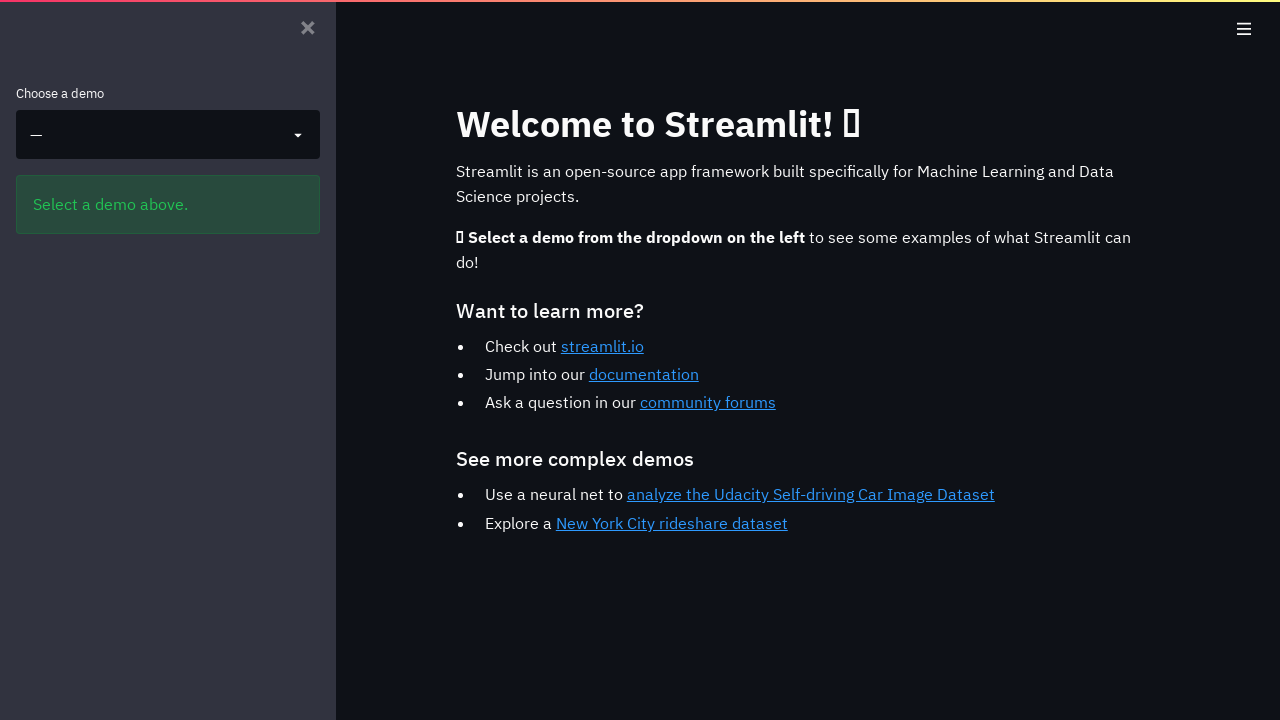 Choose a demo
—
Select a demo above.
Welcome to Streamlit!
Streamlit is an open-source app framework built specifically for Machine Learning and Data
Science projects.
Select a demo from the dropdown on the left to see some examples of what Streamlit can
do!
Want to learn more?
• Check out streamlit.io
• Jump into our documentation
• Ask a question in our community forums
See more complex demos
• Use a neural net to analyze the Udacity Self-driving Car Image Dataset
• Explore a New York City rideshare dataset